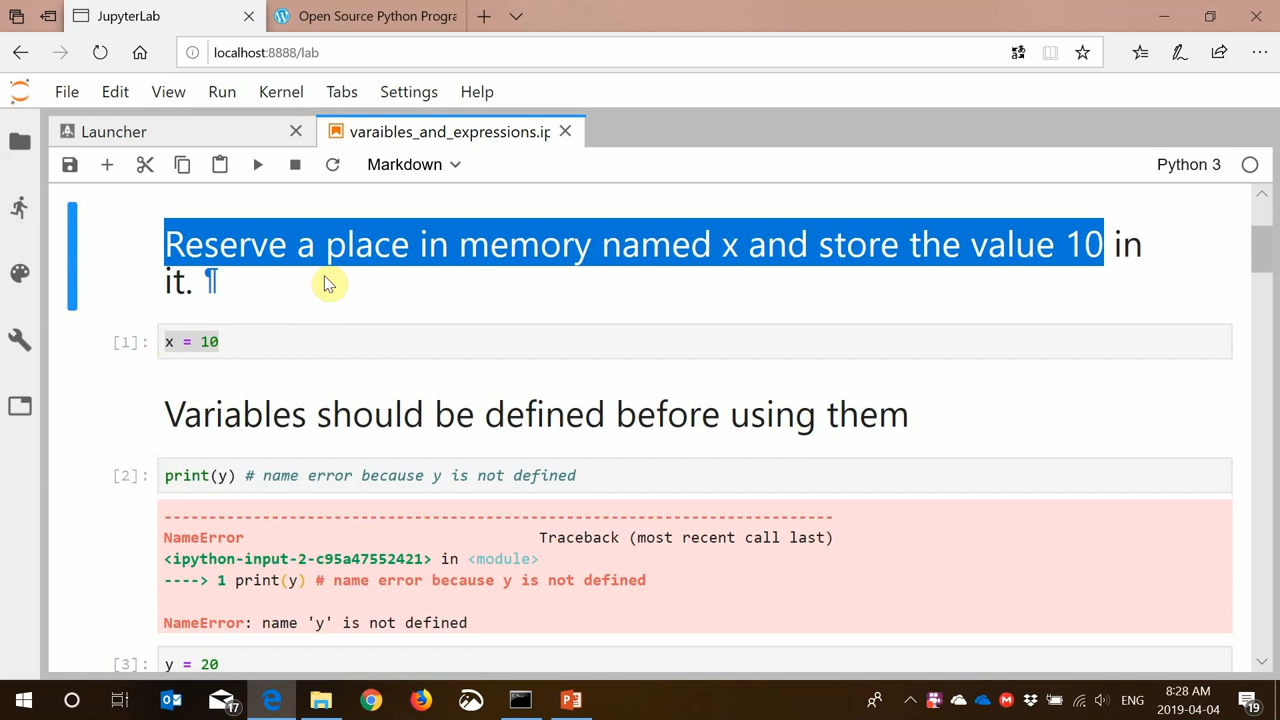 JupyterLab
Open Source Python Progra
localhost:8888/lab
File Edit View Run Kernel Tabs Settings Help
Launcher
varaibles_and_expressions.ip
Markdown
Python 3
Reserve a place in memory named x and store the value 10 in
it. ¶
[1]: x = 10
Variables should be defined before using them
[2]: print(y) # name error because y is not defined
---------------------------------------------------------------------------
NameError Traceback (most recent call last)
<ipython-input-2-c95a47552421> in <module>
----> 1 print(y) # name error because y is not defined
NameError: name 'y' is not defined
[3]: y = 20
17
ENG
8:28 AM
2019-04-04
19